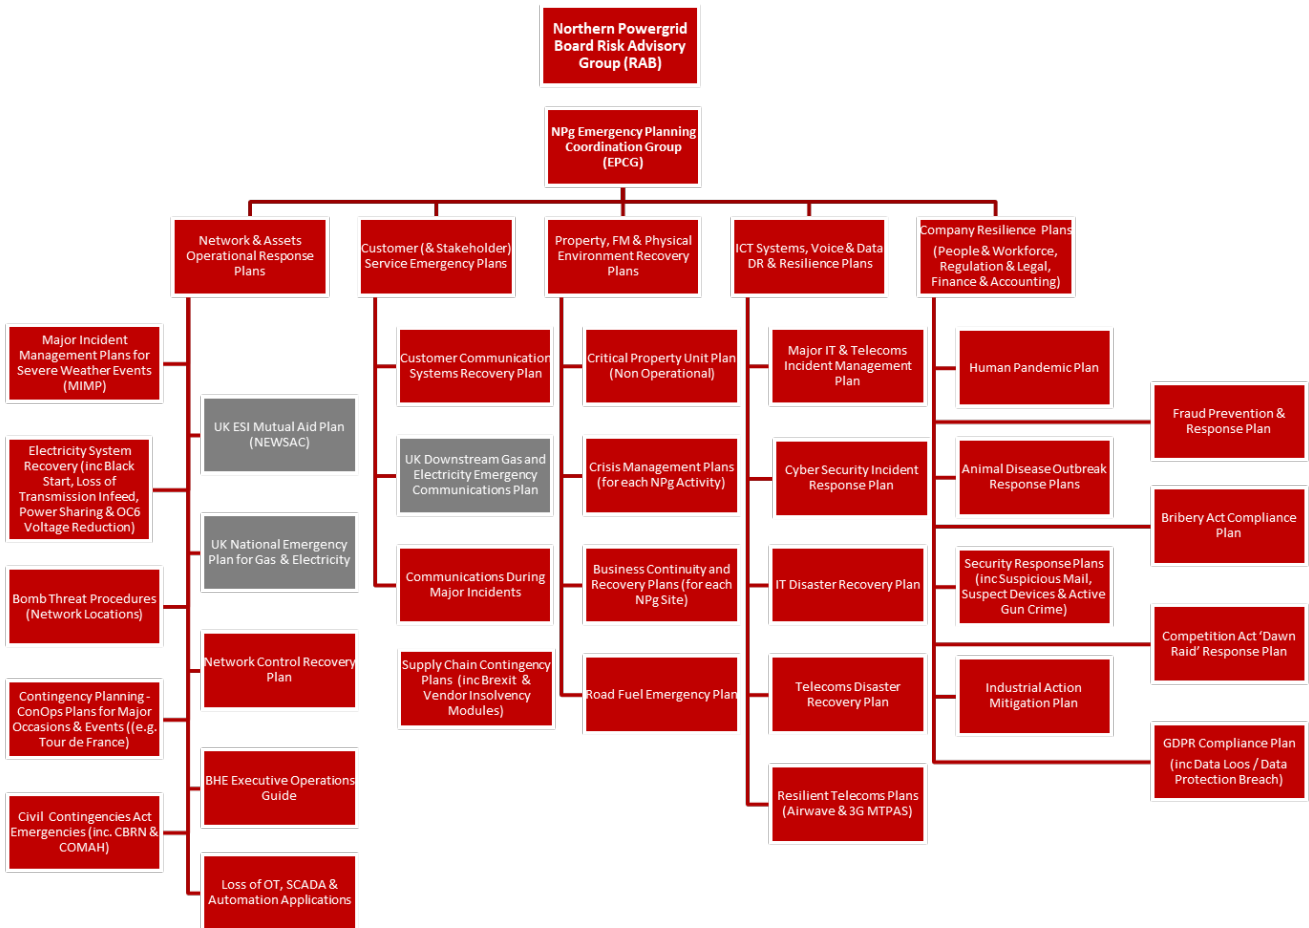 Northern Powergrid
Board Risk Advisory
Group (RAB)
NPg Emergency Planning
Coordination Group
(EPCG)
Network & Assets
Operational Response
Plans
Customer (& Stakeholder)
Service Emergency Plans
Property, FM & Physical
Environment Recovery
Plans
ICT Systems, Voice & Data
DR & Resilience Plans
Company Resilience Plans
(People & Workforce,
Regulation & Legal,
Finance & Accounting)
Major Incident
Management Plans for
Severe Weather Events
(MIMP)
UK ESI Mutual Aid Plan
(NEWSAC)
Electricity System
Recovery (inc Black
Start, Loss of
Transmission Infeed,
Power Sharing & OC6
Voltage Reduction)
UK National Emergency
Plan for Gas & Electricity
Bomb Threat Procedures
(Network Locations)
Network Control Recovery
Plan
Contingency Planning -
ConOps Plans for Major
Occasions & Events ((e.g.
Tour de France)
BHE Executive Operations
Guide
Civil Contingencies Act
Emergencies (inc. CBRN &
COMAH)
Loss of OT, SCADA &
Automation Applications
Customer Communication
Systems Recovery Plan
UK Downstream Gas and
Electricity Emergency
Communications Plan
Communications During
Major Incidents
Supply Chain Contingency
Plans (inc Brexit &
Vendor Insolvency
Modules)
Critical Property Unit Plan
(Non Operational)
Crisis Management Plans
(for each NPg Activity)
Business Continuity and
Recovery Plans (for each
NPg Site)
Road Fuel Emergency Plan
Major IT & Telecoms
Incident Management
Plan
Cyber Security Incident
Response Plan
IT Disaster Recovery Plan
Telecoms Disaster
Recovery Plan
Resilient Telecoms Plans
(Airwave & 3G MTPAS)
Human Pandemic Plan
Fraud Prevention &
Response Plan
Animal Disease Outbreak
Response Plans
Bribery Act Compliance
Plan
Security Response Plans
(inc Suspicious Mail,
Suspect Devices & Active
Gun Crime)
Competition Act ‘Dawn
Raid’ Response Plan
Industrial Action
Mitigation Plan
GDPR Compliance Plan
(inc Data Loos / Data
Protection Breach)